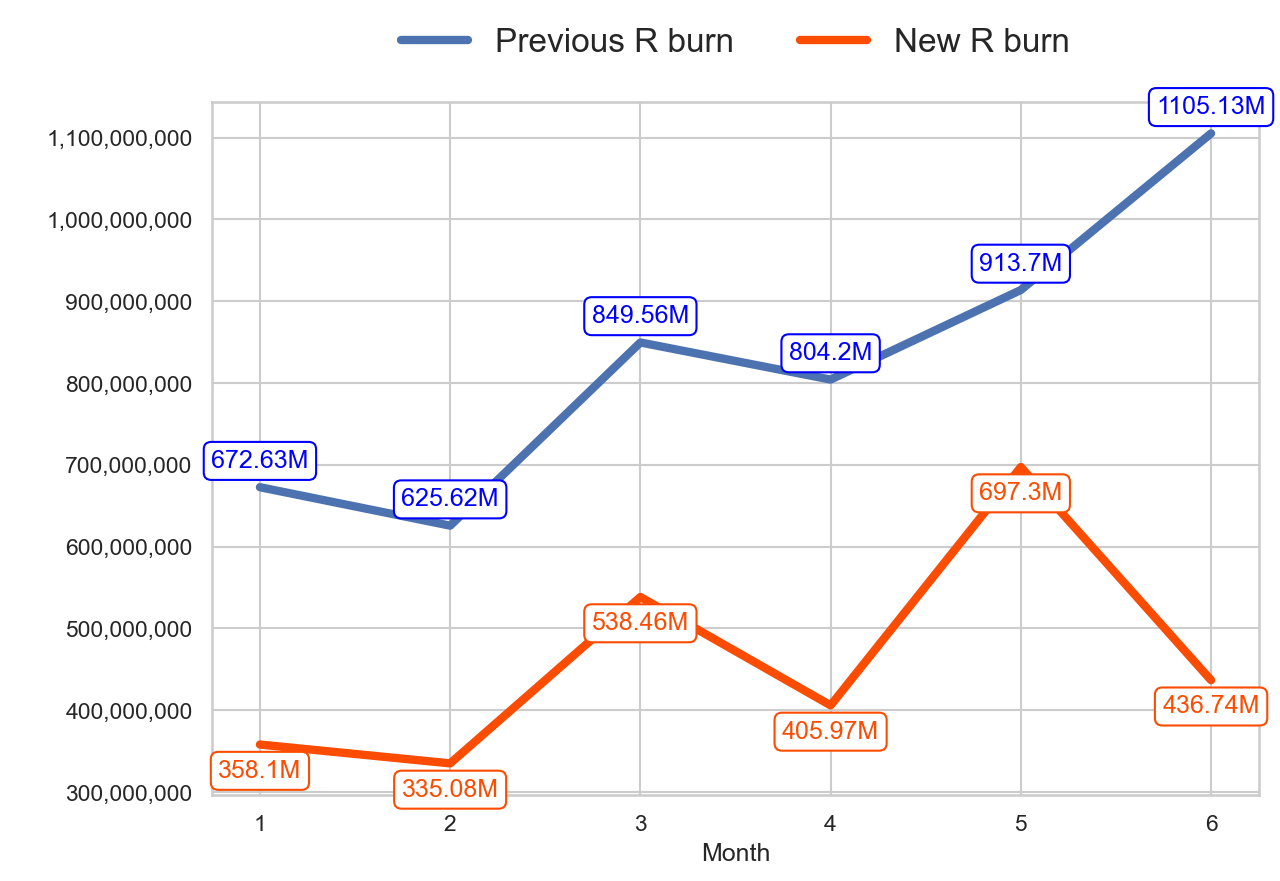 Previous R burn New R burn
1105.13M
1,100,000,000
1,000,000,000
913.7M
900,000,000
849.56M
804.2M
800,000,000
672.63M
700,000,000
625.62M
697.3M
600,000,000
538.46M
500,000,000
436.74M
400,000,000
405.97M
358.1M
335.08M
300,000,000
1 2 3 4 5 6
Month